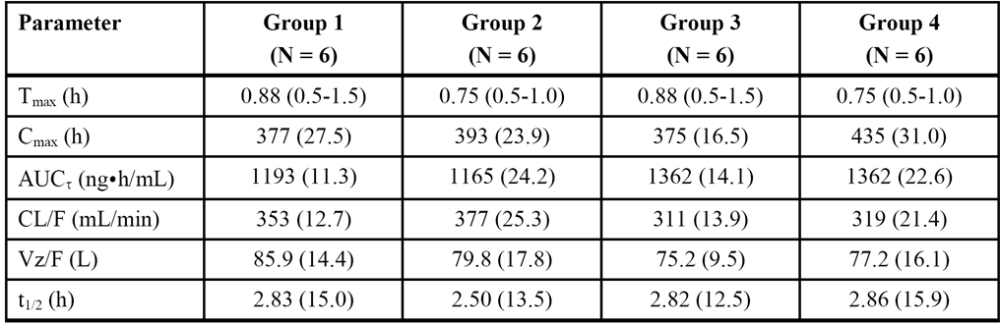 Parameter Group 1 (N = 6) Group 2 (N = 6) Group 3 (N = 6) Group 4 (N = 6)
Tmax (h) 0.88 (0.5-1.5) 0.75 (0.5-1.0) 0.88 (0.5-1.5) 0.75 (0.5-1.0)
Cmax (h) 377 (27.5) 393 (23.9) 375 (16.5) 435 (31.0)
AUCτ (ng•h/mL) 1193 (11.3) 1165 (24.2) 1362 (14.1) 1362 (22.6)
CL/F (mL/min) 353 (12.7) 377 (25.3) 311 (13.9) 319 (21.4)
Vz/F (L) 85.9 (14.4) 79.8 (17.8) 75.2 (9.5) 77.2 (16.1)
t1/2 (h) 2.83 (15.0) 2.50 (13.5) 2.82 (12.5) 2.86 (15.9)